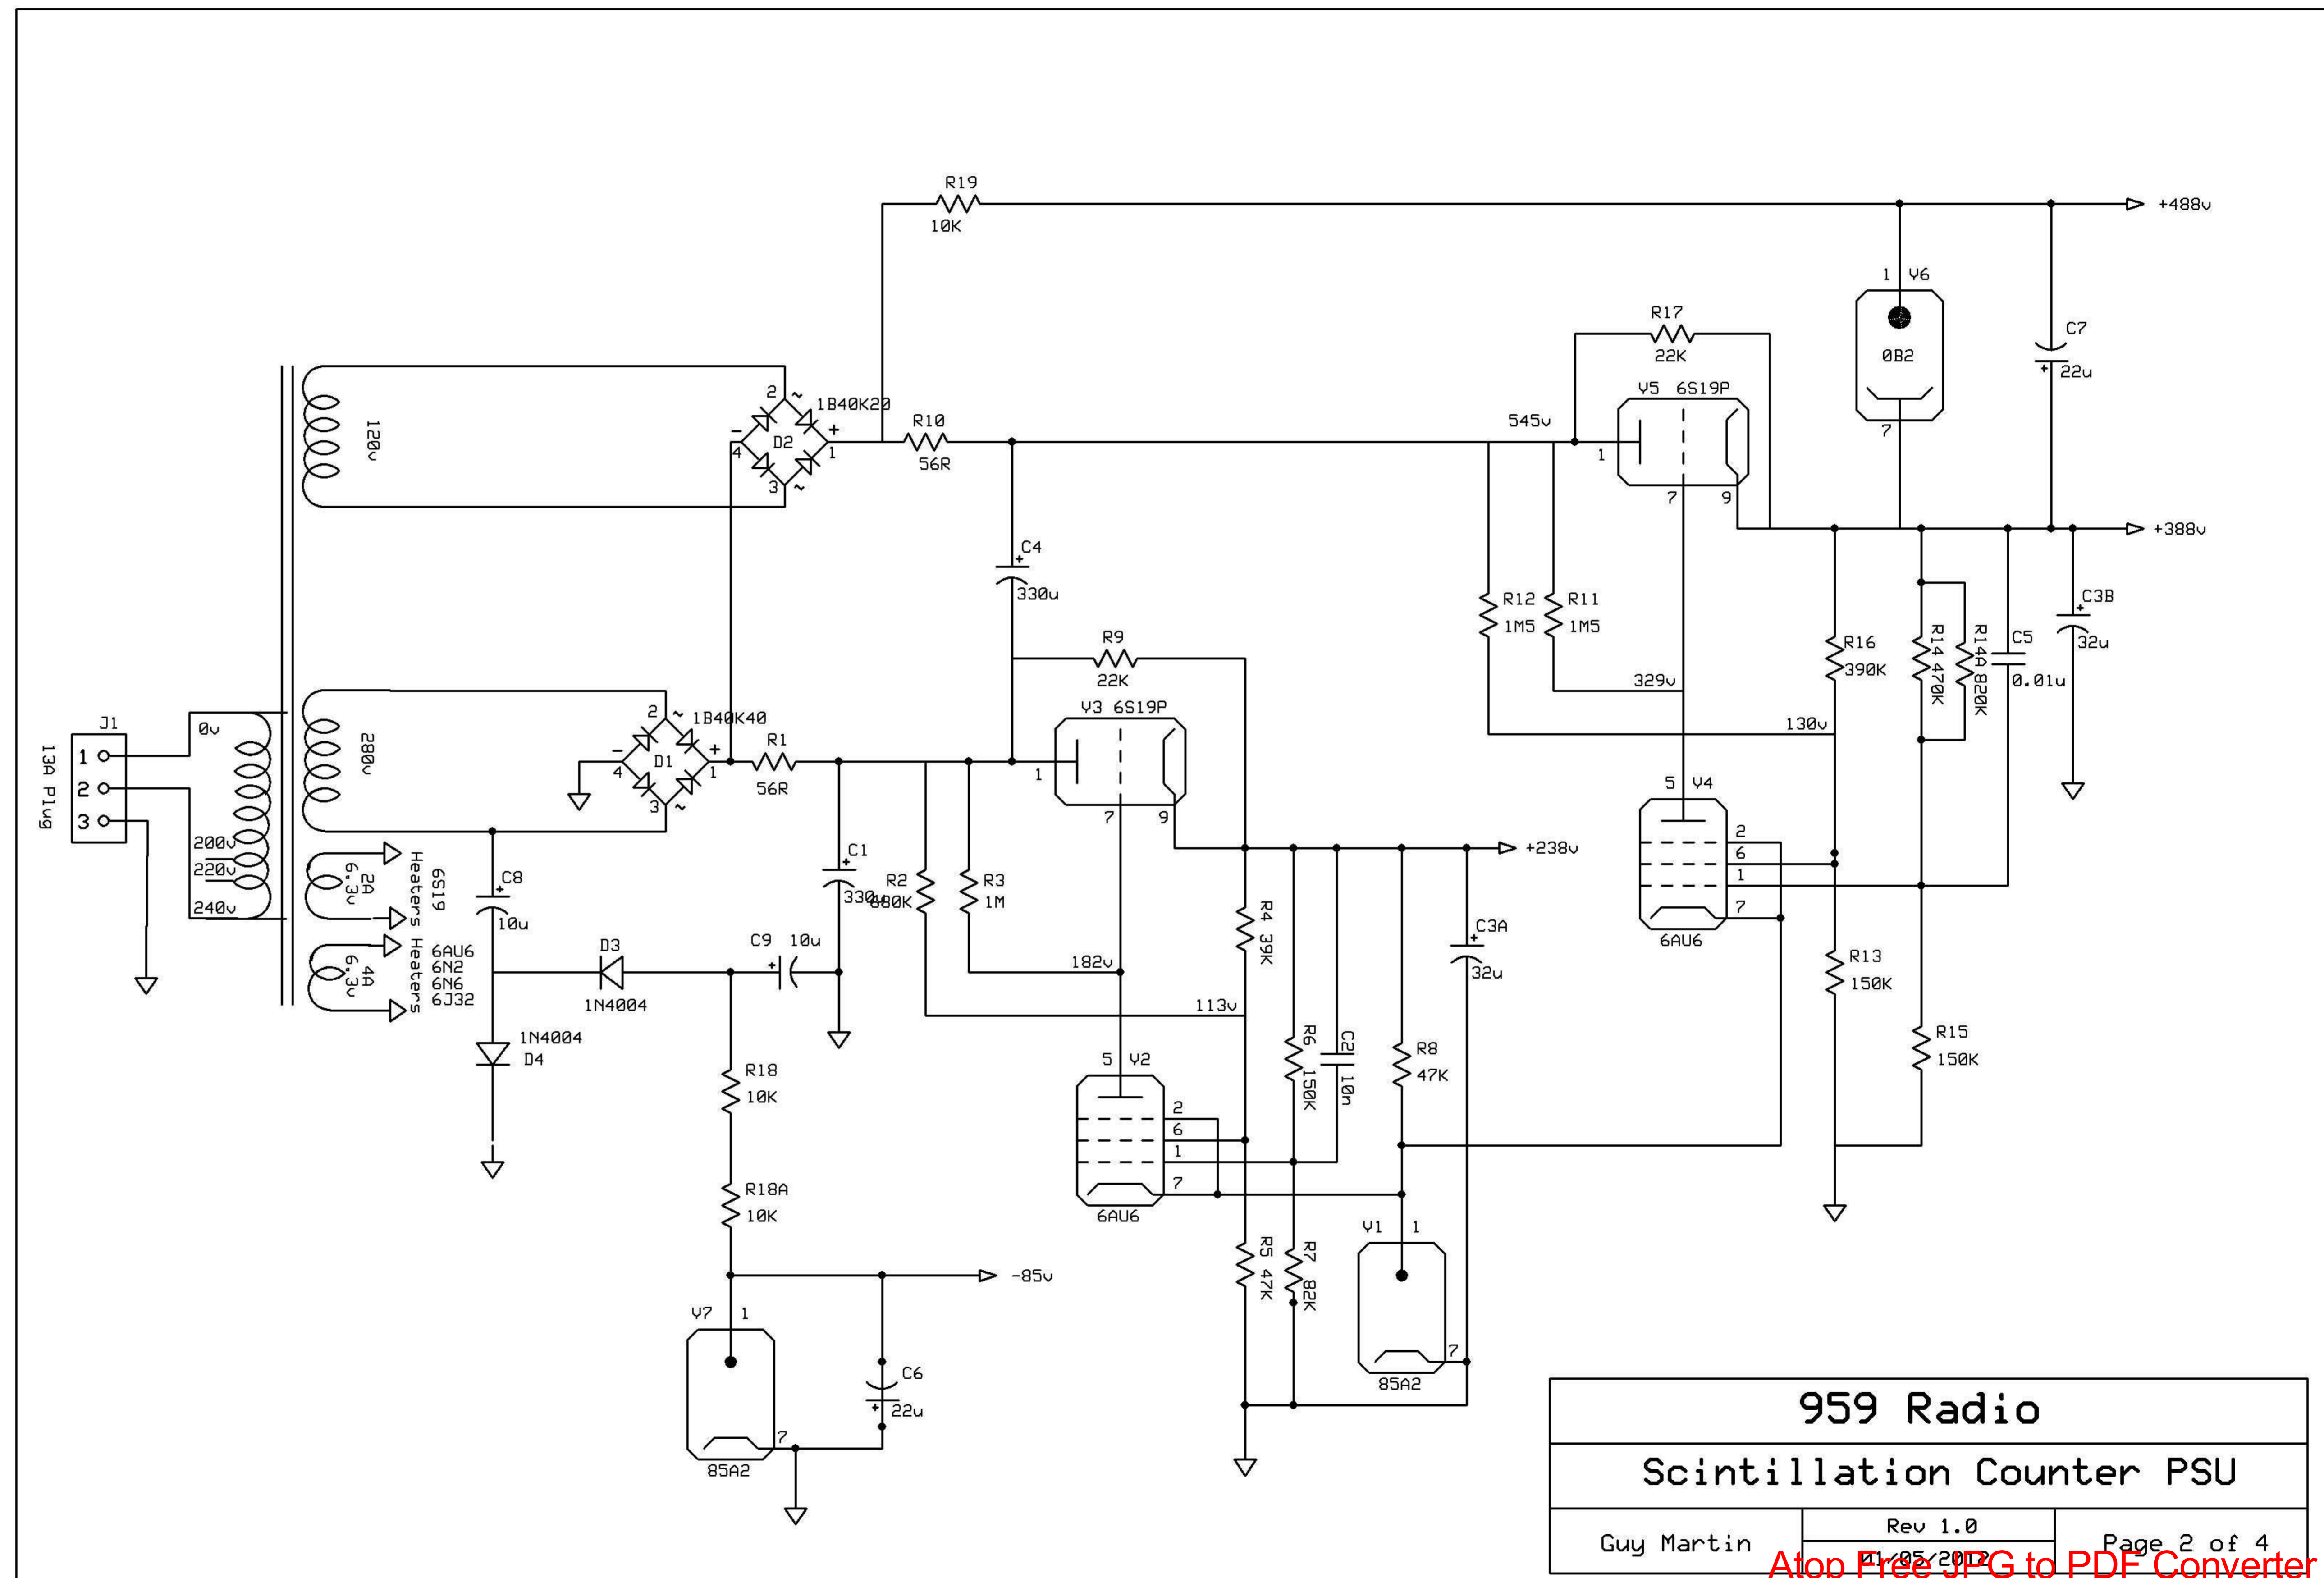 R19
10K
+488v
1 V6
0B2
7
C7
+
22u
R17
22K
V5 6S19P
545v
1
7
9
120v
2 ~
1B40K20
- +
D2
4 1
3 ~
R10
56R
+388v
C4
+
330u
R12
1M5
R11
1M5
R9
22K
329v
130v
R16
390K
R14 470K
R14A 820K
C5
0.01u
C3B
+
32u
J1
13A Plug
1
2
3
0v
200v
220v
240v
280v
2 ~
1B40K40
- +
D1
4 1
3 ~
R1
56R
V3 6S19P
1
7
9
+238v
5 V4
2
6
1
7
6AU6
2A
6.3v
Heaters
6S19
4A
6.3v
Heaters
6AU6
6N2
6N6
6J32
C8
+
10u
C1
+
330u
R2
680K
R3
1M
R4 39K
C3A
+
32u
R13
150K
D3
1N4004
C9 10u
+
182v
113v
1N4004
D4
R18
10K
5 V2
2
6
1
7
6AU6
R6 150K
C2 10n
R8
47K
R15
150K
R18A
10K
-85v
R5 47K
R7 82K
V1 1
7
85A2
V7 1
7
85A2
C6
+
22u
959 Radio
Scintillation Counter PSU
Guy Martin
Rev 1.0
01/05/2012
Page 2 of 4
Atop Free JPG to PDF Converter